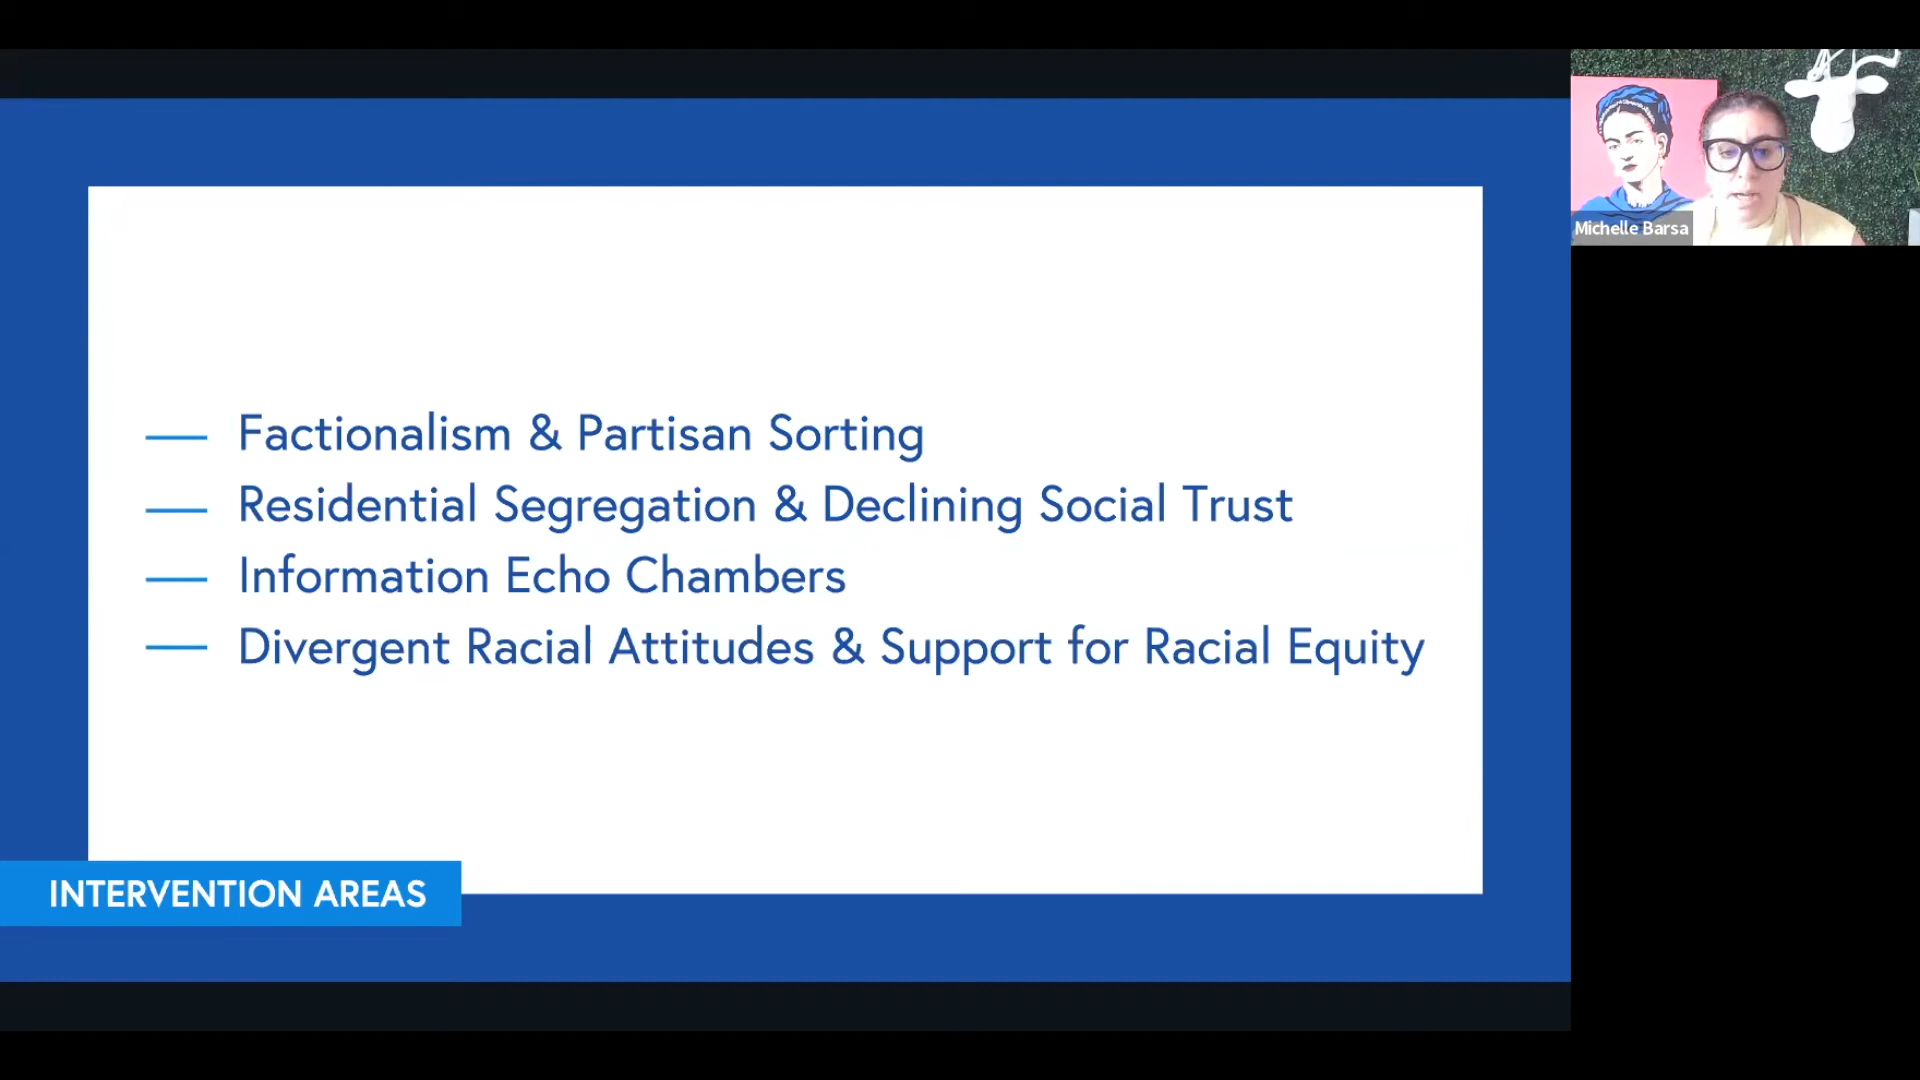 Factionalism & Partisan Sorting
Residential Segregation & Declining Social Trust
Information Echo Chambers
Divergent Racial Attitudes & Support for Racial Equity
INTERVENTION AREAS
Michelle Barsa